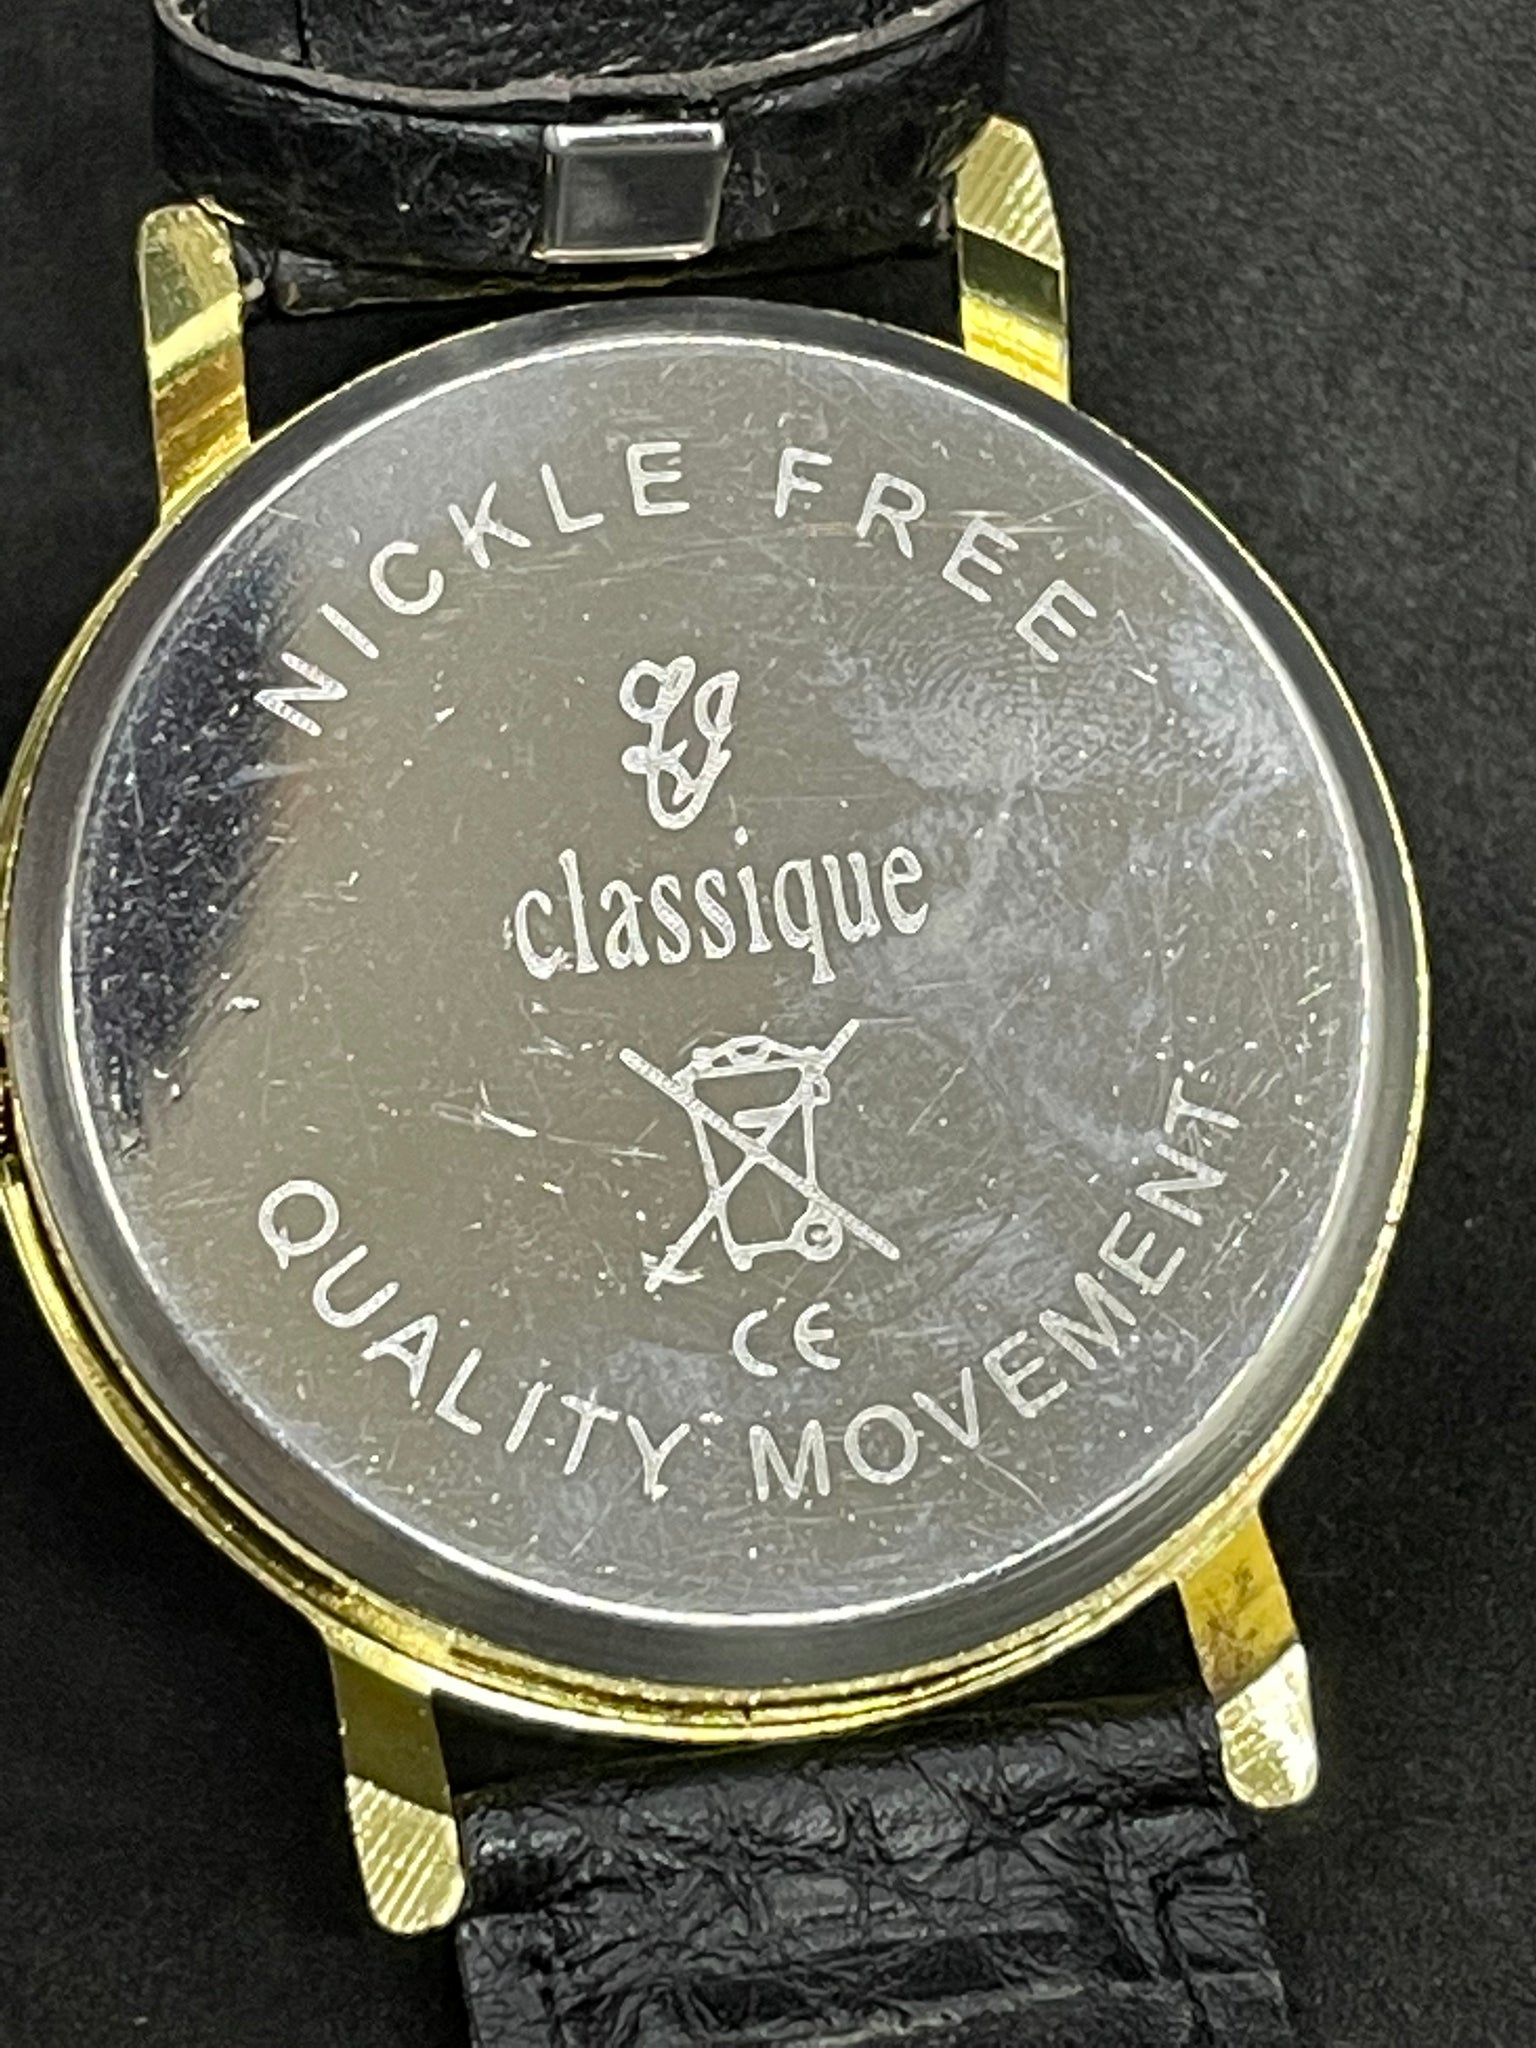 NICKLE FREE
classique
CE
QUALITY MOVEMENT